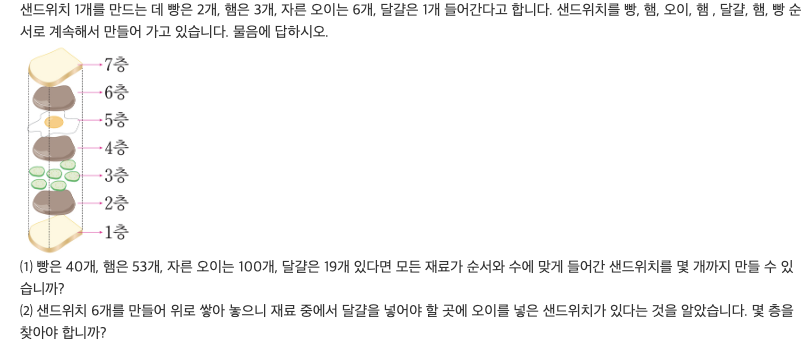 샌드위치 1개를 만드는 데 빵은 2개, 햄은 3개, 자른 오이는 6개, 달걀은 1개 들어간다고 합니다. 샌드위치를 빵, 햄, 오이, 햄 , 달걀, 햄, 빵 순
서로 계속해서 만들어 가고 있습니다. 물음에 답하시오.
7층
6층
5층
4층
3층
2층
1층
(1) 빵은 40개, 햄은 53개, 자른 오이는 100개, 달걀은 19개 있다면 모든 재료가 순서와 수에 맞게 들어간 샌드위치를 몇 개까지 만들 수 있
습니까?
(2) 샌드위치 6개를 만들어 위로 쌓아 놓으니 재료 중에서 달걀을 넣어야 할 곳에 오이를 넣은 샌드위치가 있다는 것을 알았습니다. 몇 층을
찾아야 합니까?